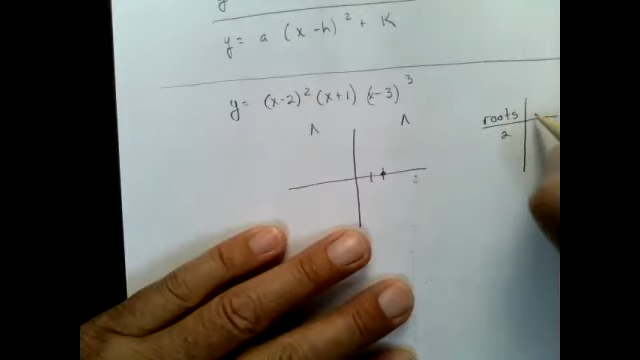 y = a (x-h)² + K
y = (x-2)² (x+1) (x-3)³
^ ^
roots
2